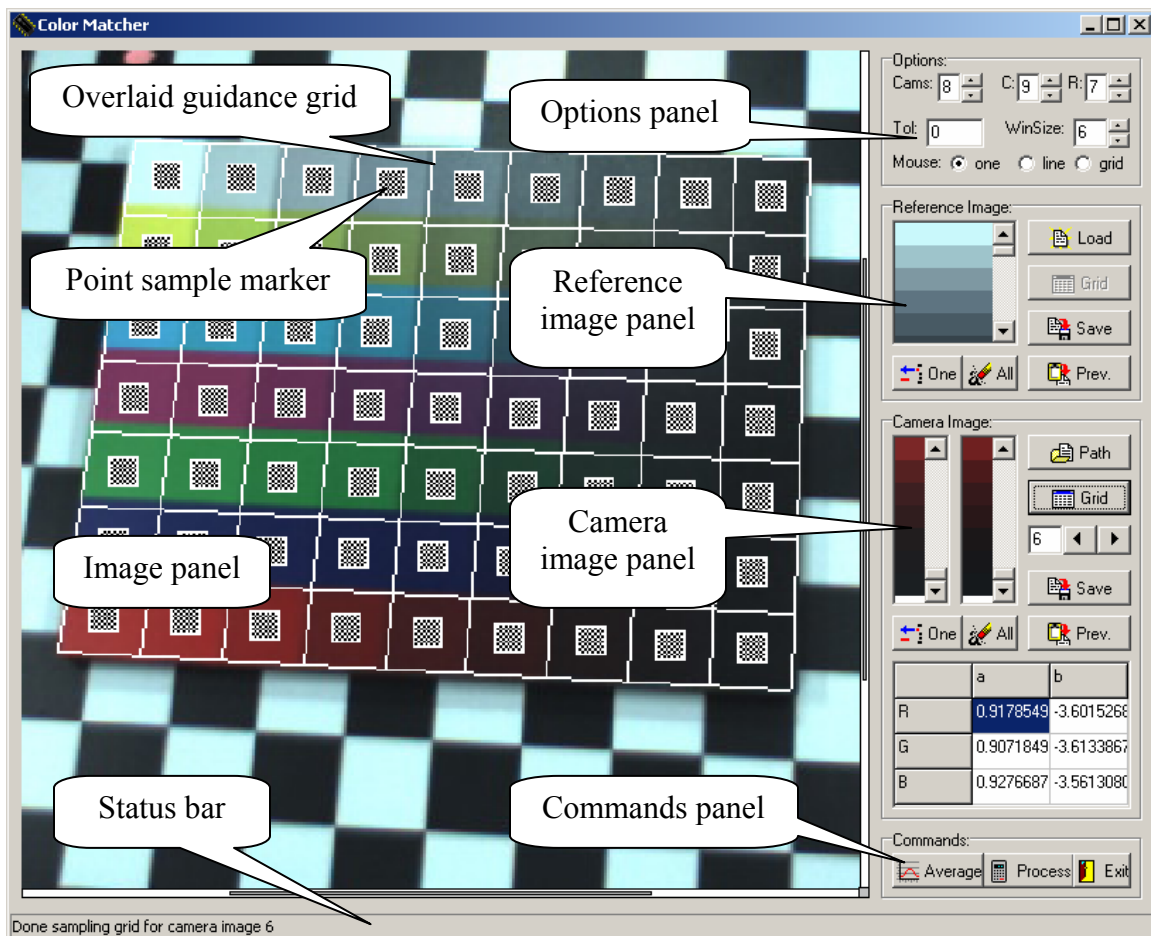 Color Matcher
Overlaid guidance grid
Options panel
Point sample marker
Reference
image panel
Camera
image panel
Image panel
Status bar
Commands panel
Options:
Cams: 8 C: 9 R: 7
Tol: 0 WinSize: 6
Mouse: one line grid
Reference Image:
Load
Grid
Save
One All Prev.
Camera Image:
Path
Grid
6
Save
One All Prev.
a b
R 0.9178549 -3.6015268
G 0.9071849 -3.6133867
B 0.9276687 -3.5613080
Commands:
Average Process Exit
Done sampling grid for camera image 6